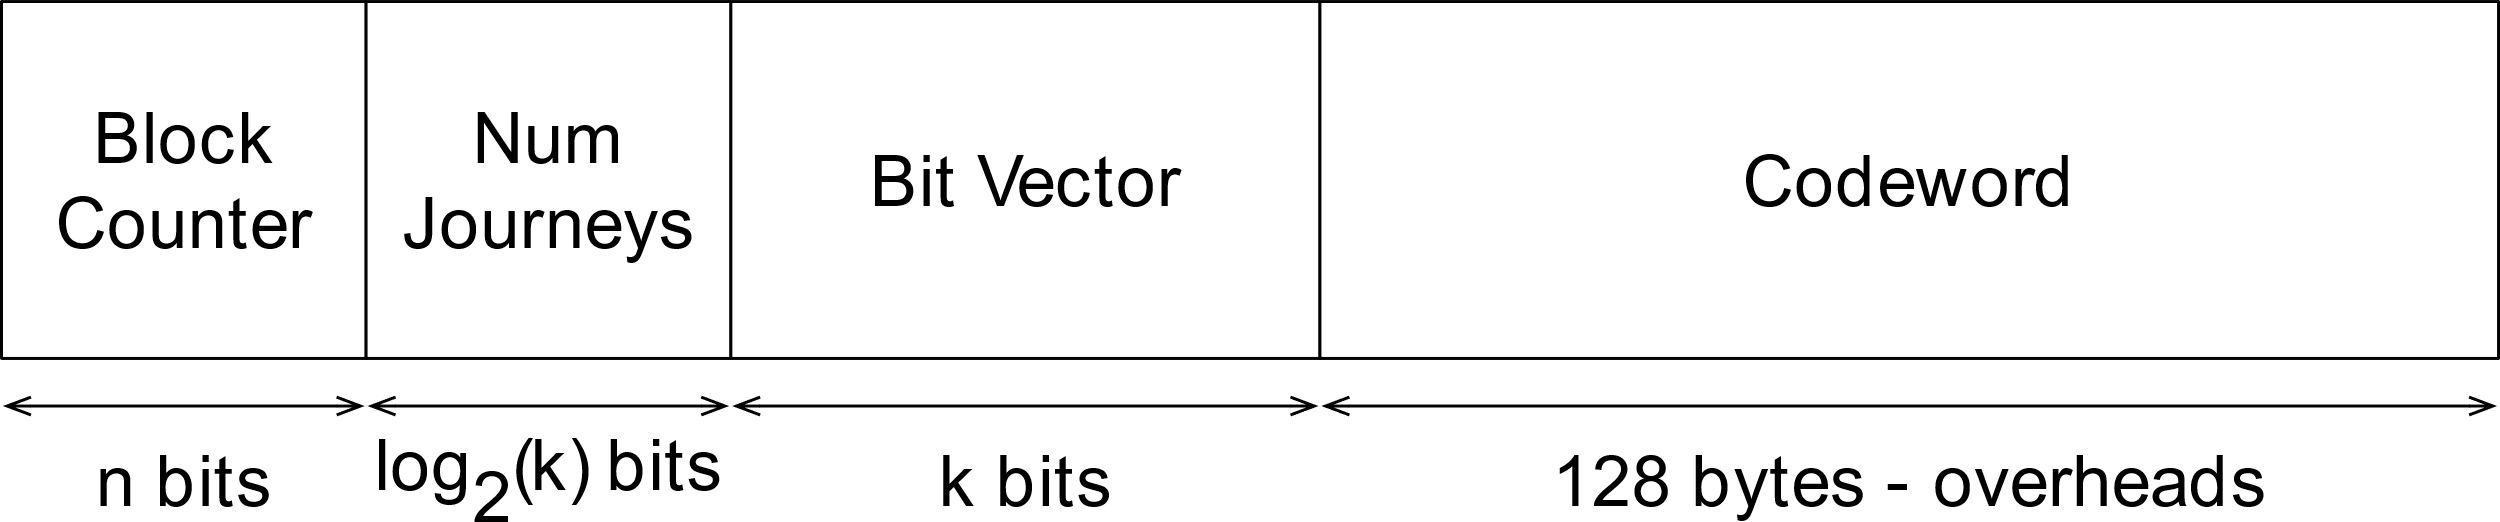 Block
Counter
Num
Journeys
Bit Vector
Codeword
n bits
log2(k) bits
k bits
128 bytes - overheads